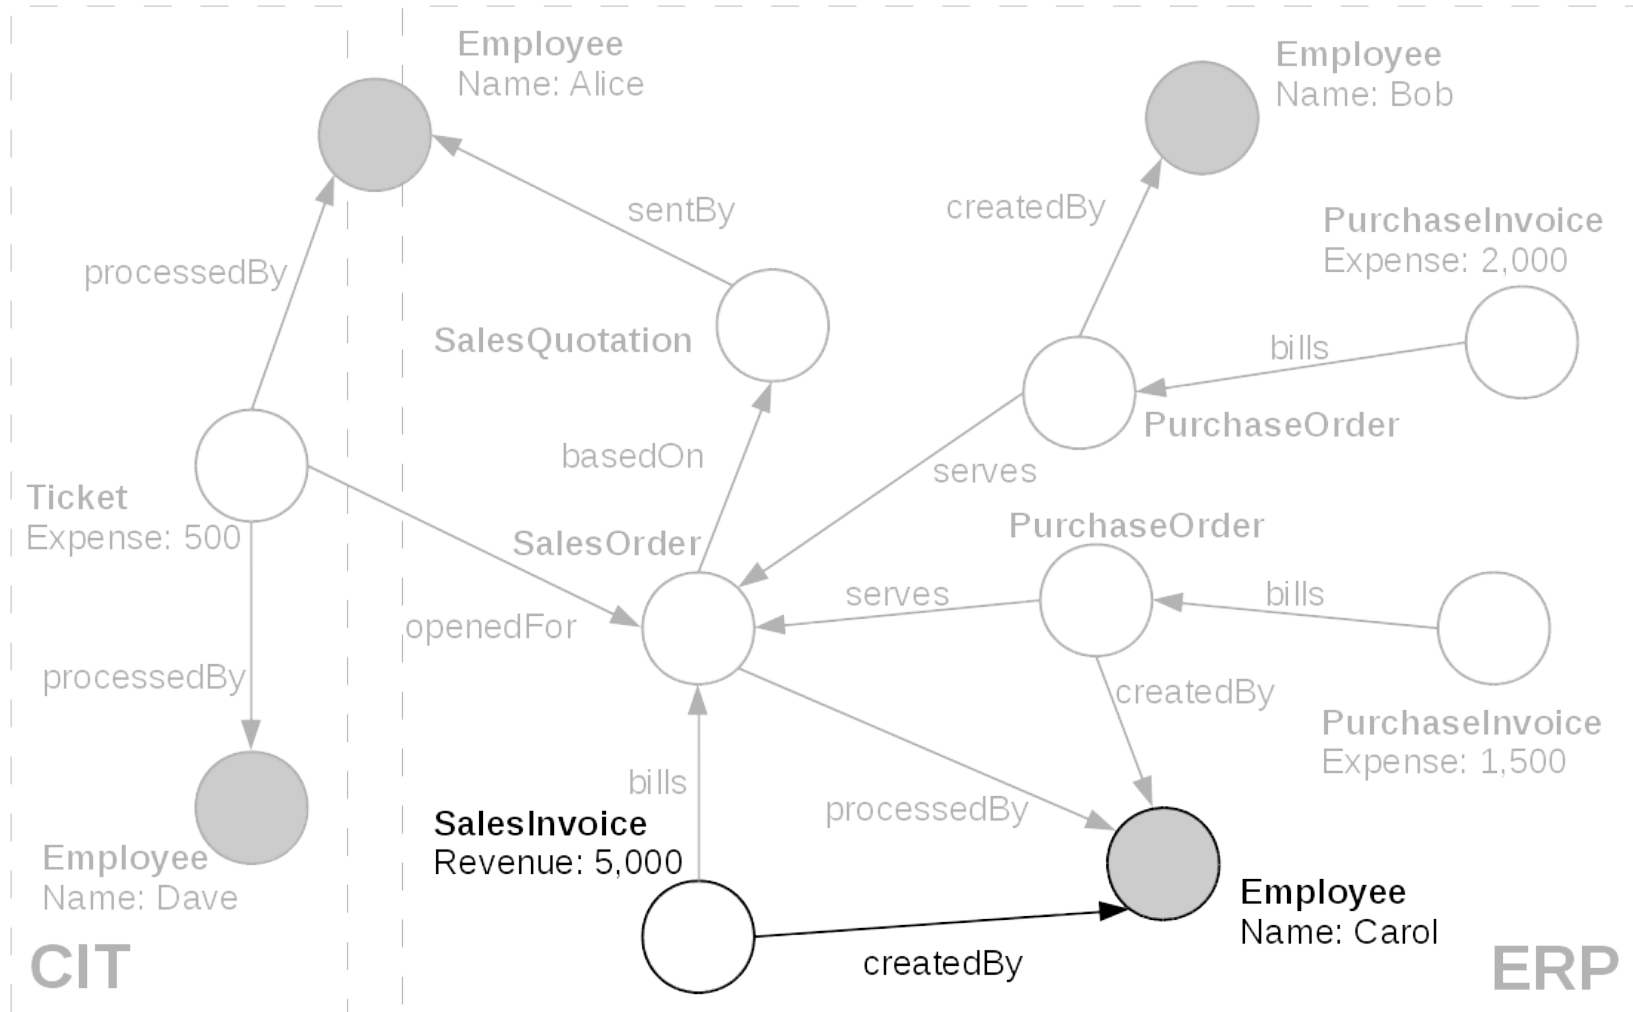 Employee
Name: Alice
Employee
Name: Bob
sentBy
createdBy
PurchaseInvoice
Expense: 2,000
processedBy
SalesQuotation
bills
PurchaseOrder
basedOn
serves
Ticket
Expense: 500
SalesOrder
PurchaseOrder
serves
bills
openedFor
processedBy
createdBy
PurchaseInvoice
Expense: 1,500
bills
processedBy
SalesInvoice
Revenue: 5,000
Employee
Name: Dave
Employee
Name: Carol
createdBy
CIT
ERP